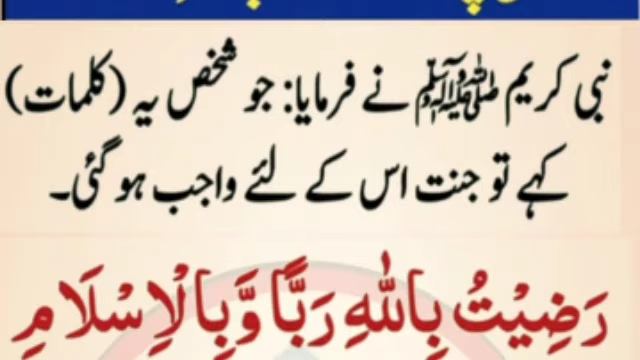 نبی کریم ﷺ نے فرمایا: جو شخص یہ (کلمات)
کہے تو جنت اس کے لئے واجب ہو گئی۔
رَضِیْتُ بِاللّٰهِ رَبًّا وَّبِالْاِسْلَامِ